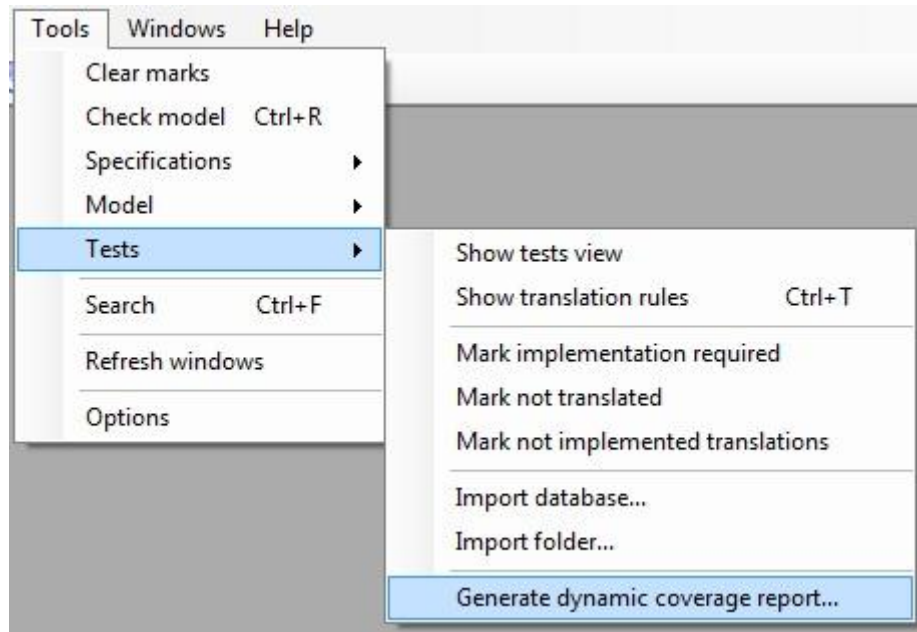 Tools Windows Help
Clear marks
Check model Ctrl+R
Specifications
Model
Tests
Search Ctrl+F
Refresh windows
Options
Show tests view
Show translation rules Ctrl+T
Mark implementation required
Mark not translated
Mark not implemented translations
Import database...
Import folder...
Generate dynamic coverage report...